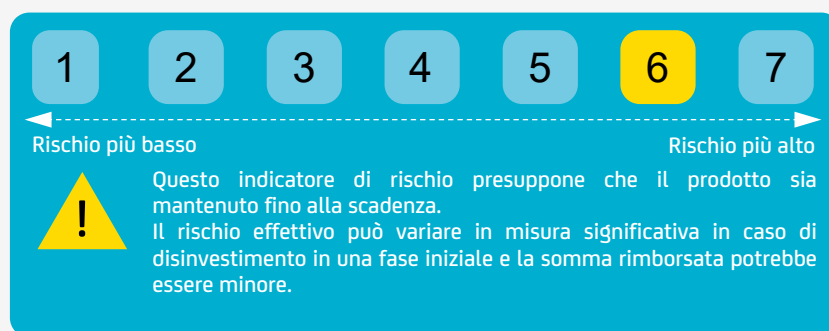 1 2 3 4 5 6 7
Rischio più basso Rischio più alto
Questo indicatore di rischio presuppone che il prodotto sia
mantenuto fino alla scadenza.
Il rischio effettivo può variare in misura significativa in caso di
disinvestimento in una fase iniziale e la somma rimborsata potrebbe
essere minore.
!